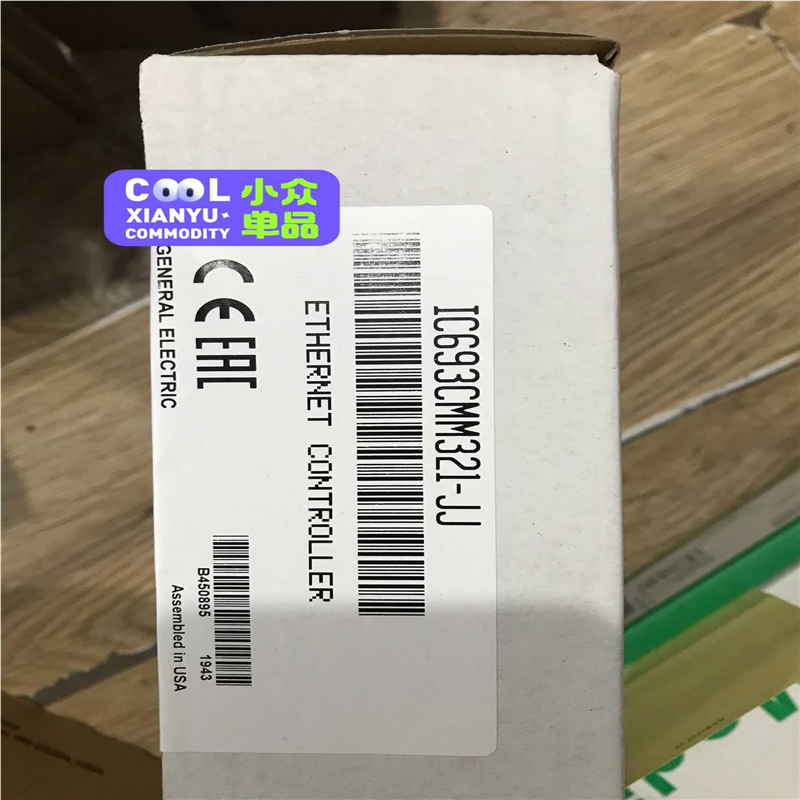 COOL 小众
XIANYU
COMMODITY 单品
IC693CMM321-JJ
ETHERNET CONTROLLER
CE EAC
GENERAL ELECTRIC
B450895 1943
Assembled in USA